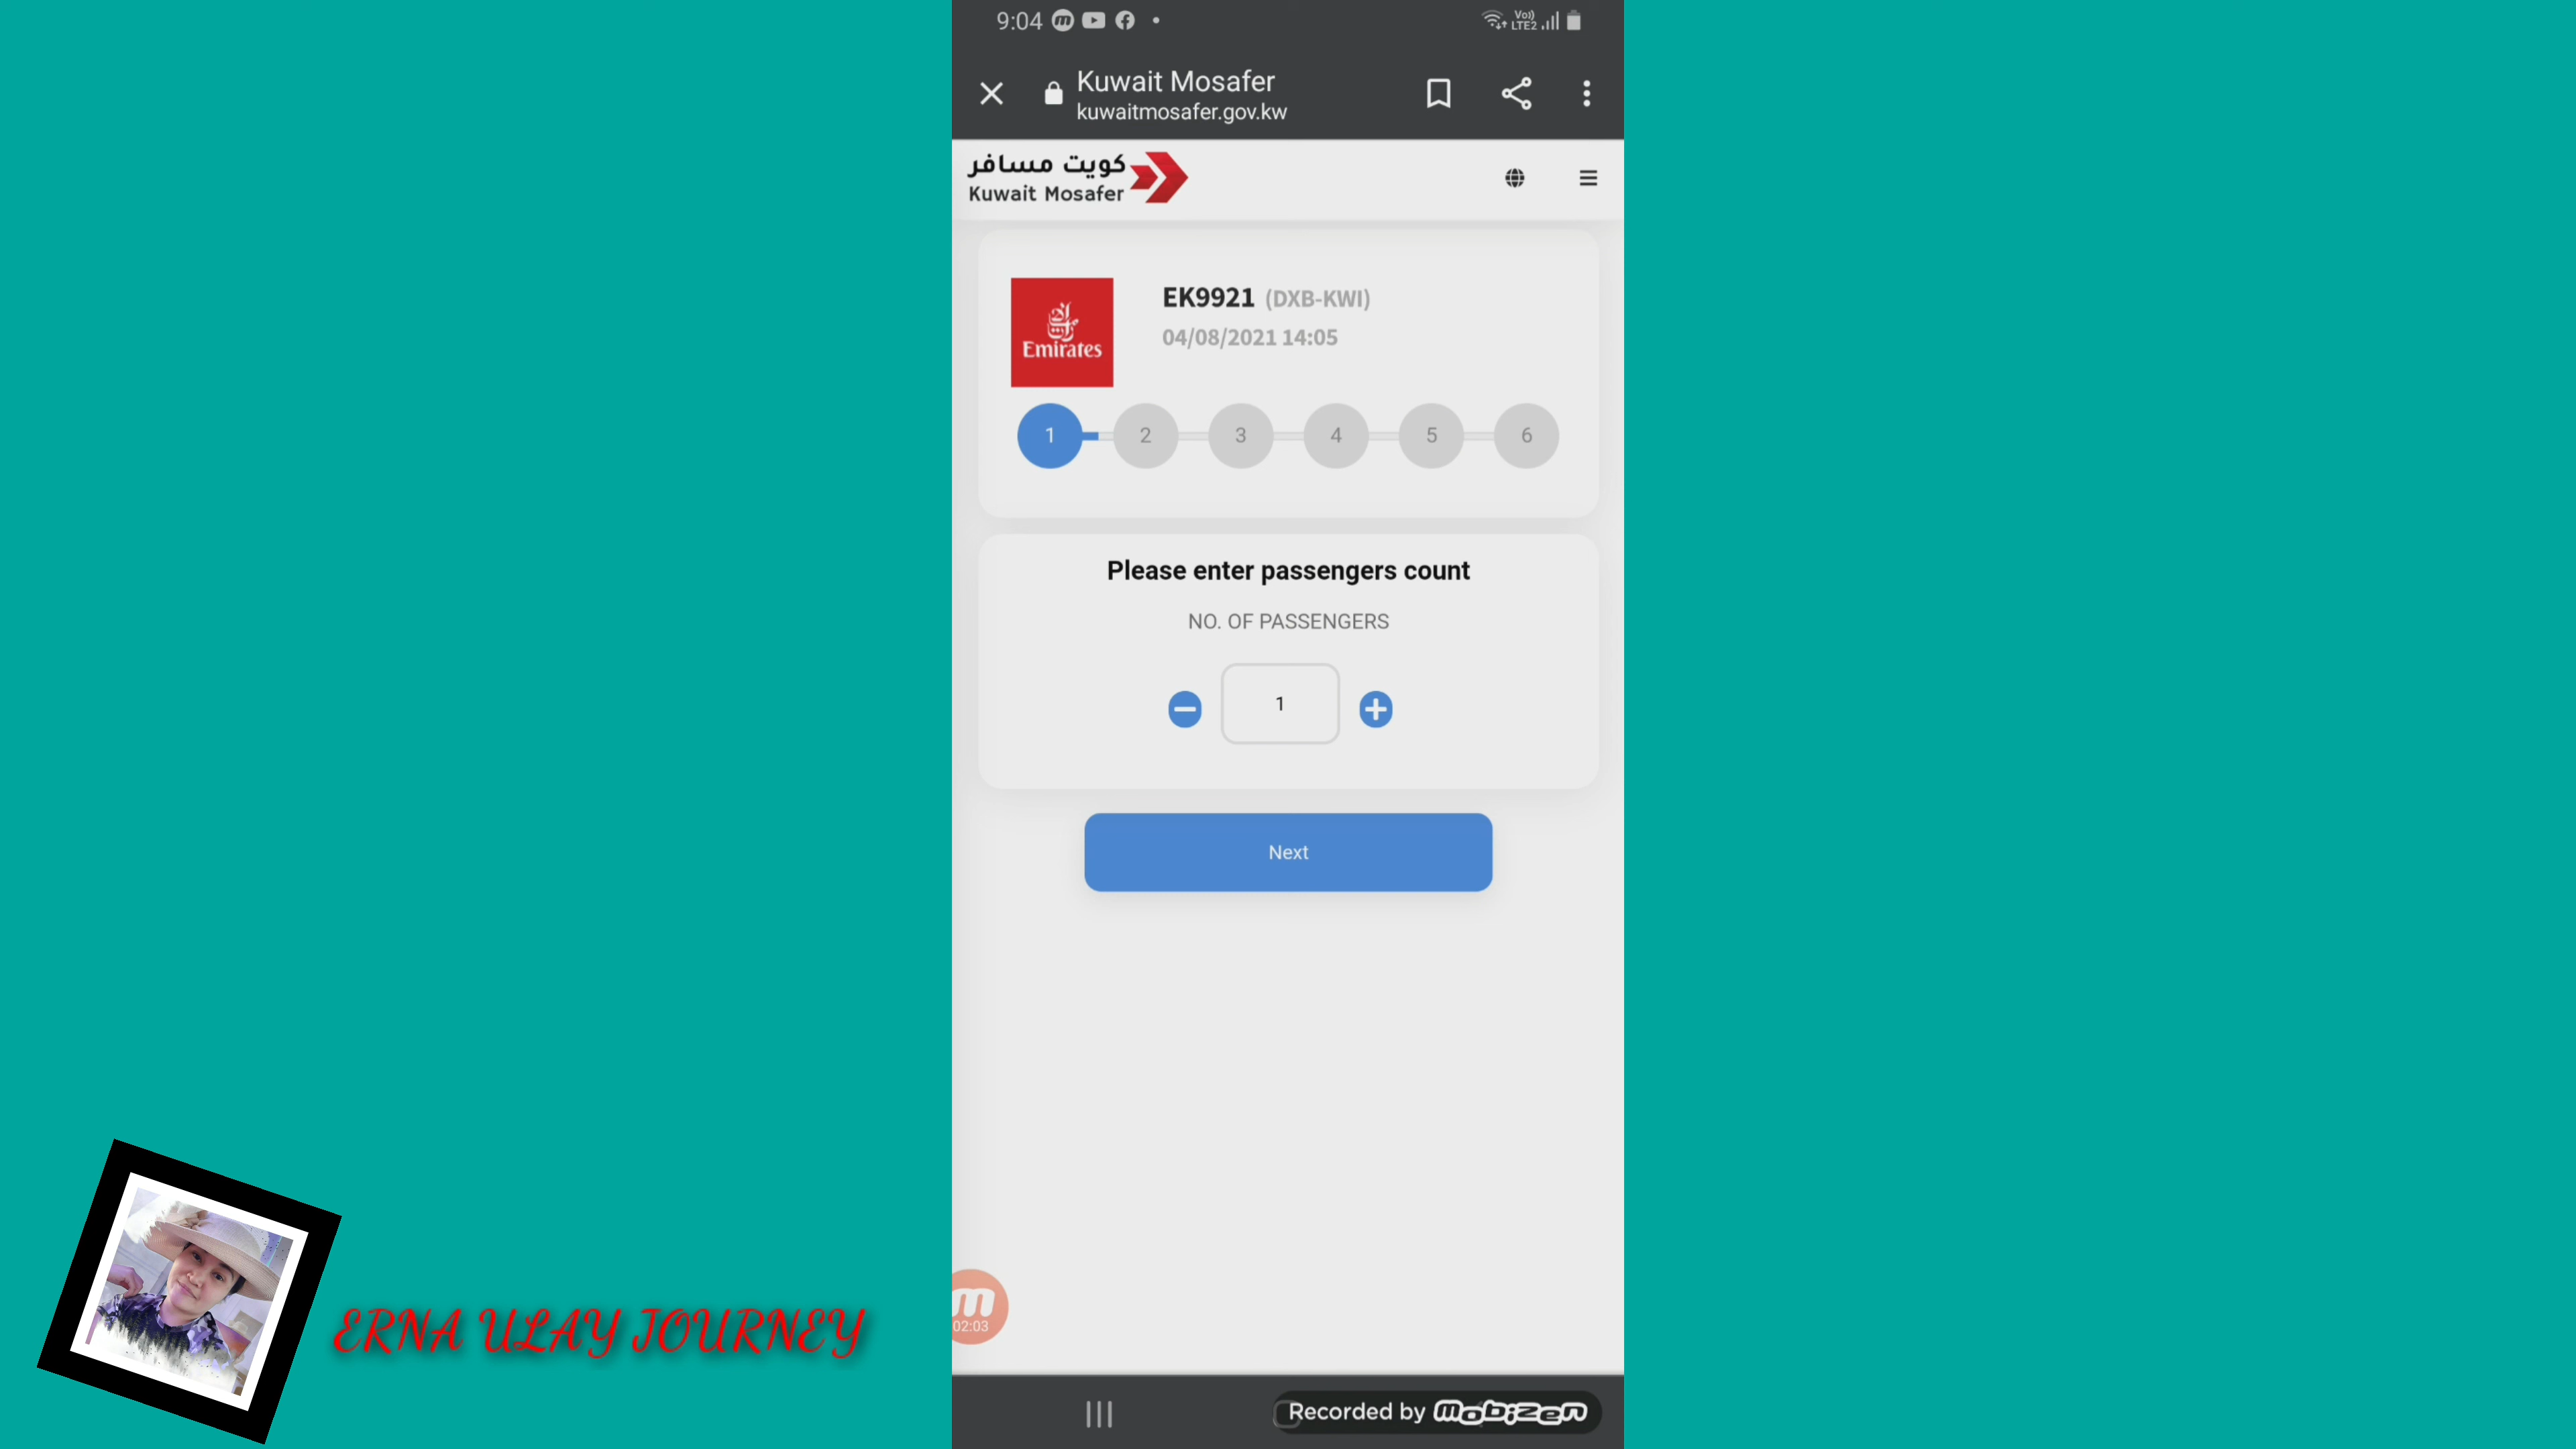 9:04
Vo)) LTE2
Kuwait Mosafer
kuwaitmosafer.gov.kw
كويت مسافر
Kuwait Mosafer
EK9921 (DXB-KWI)
04/08/2021 14:05
Emirates
1 2 3 4 5 6
Please enter passengers count
NO. OF PASSENGERS
1
Next
02:03
ERNA ULAY JOURNEY
Recorded by mobizen